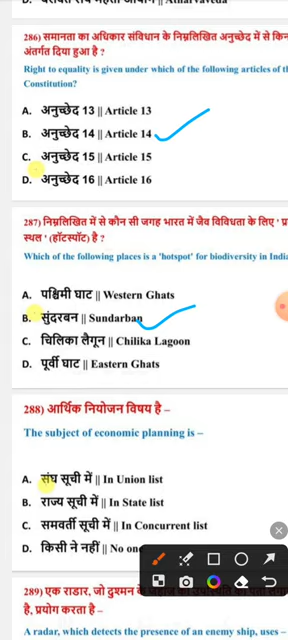 D. || Atharvaveda
286) समानता का अधिकार संविधान के निम्नलिखित अनुच्छेद में से किन
अंतर्गत दिया हुआ है ?
Right to equality is given under which of the following articles of th
Constitution?
A. अनुच्छेद 13 || Article 13
B. अनुच्छेद 14 || Article 14
C. अनुच्छेद 15 || Article 15
D. अनुच्छेद 16 || Article 16
287) निम्नलिखित में से कौन सी जगह भारत में जैव विविधता के लिए ' प्र
स्थल ' (हॉटस्पॉट) है ?
Which of the following places is a 'hotspot' for biodiversity in India
A. पश्चिमी घाट || Western Ghats
B. सुंदरबन || Sundarban
C. चिलिका लैगून || Chilika Lagoon
D. पूर्वी घाट || Eastern Ghats
288) आर्थिक नियोजन विषय है –
The subject of economic planning is –
A. संघ सूची में || In Union list
B. राज्य सूची में || In State list
C. समवर्ती सूची में || In Concurrent list
D. किसी ने नहीं || No one
289) एक राडार, जो दुश्मन
है, प्रयोग करता है –
A radar, which detects the presence of an enemy ship, uses –